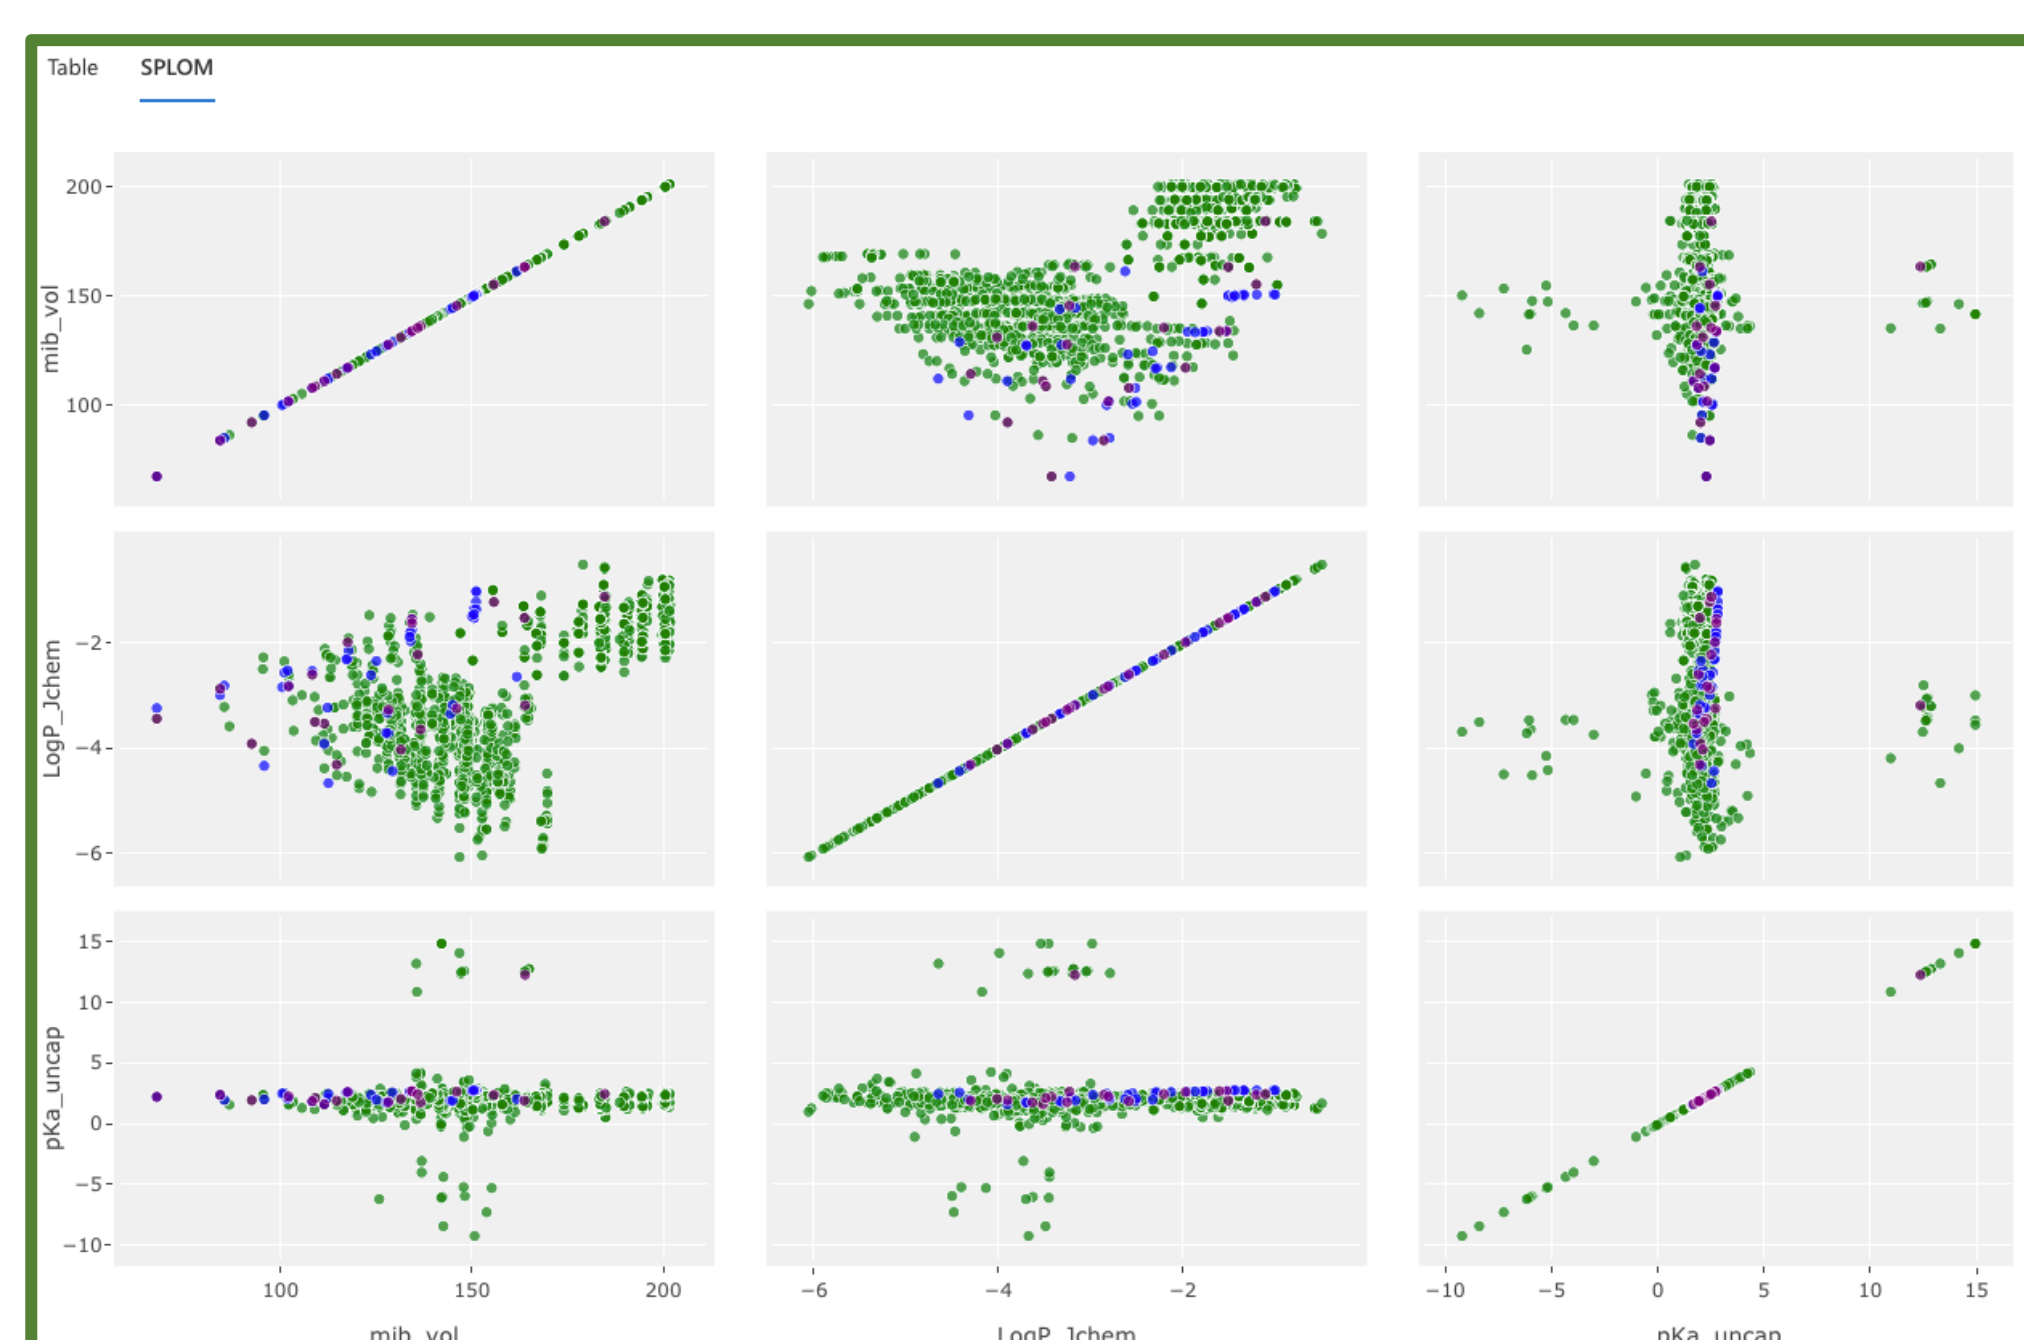 Table SPLOM
200
150
100
mib_vol
−2
−4
−6
LogP_Jchem
15
10
5
0
−5
−10
pKa_uncap
100 150 200 −6 −4 −2 −10 −5 0 5 10 15
mib_vol LogP_Jchem pKa_uncap